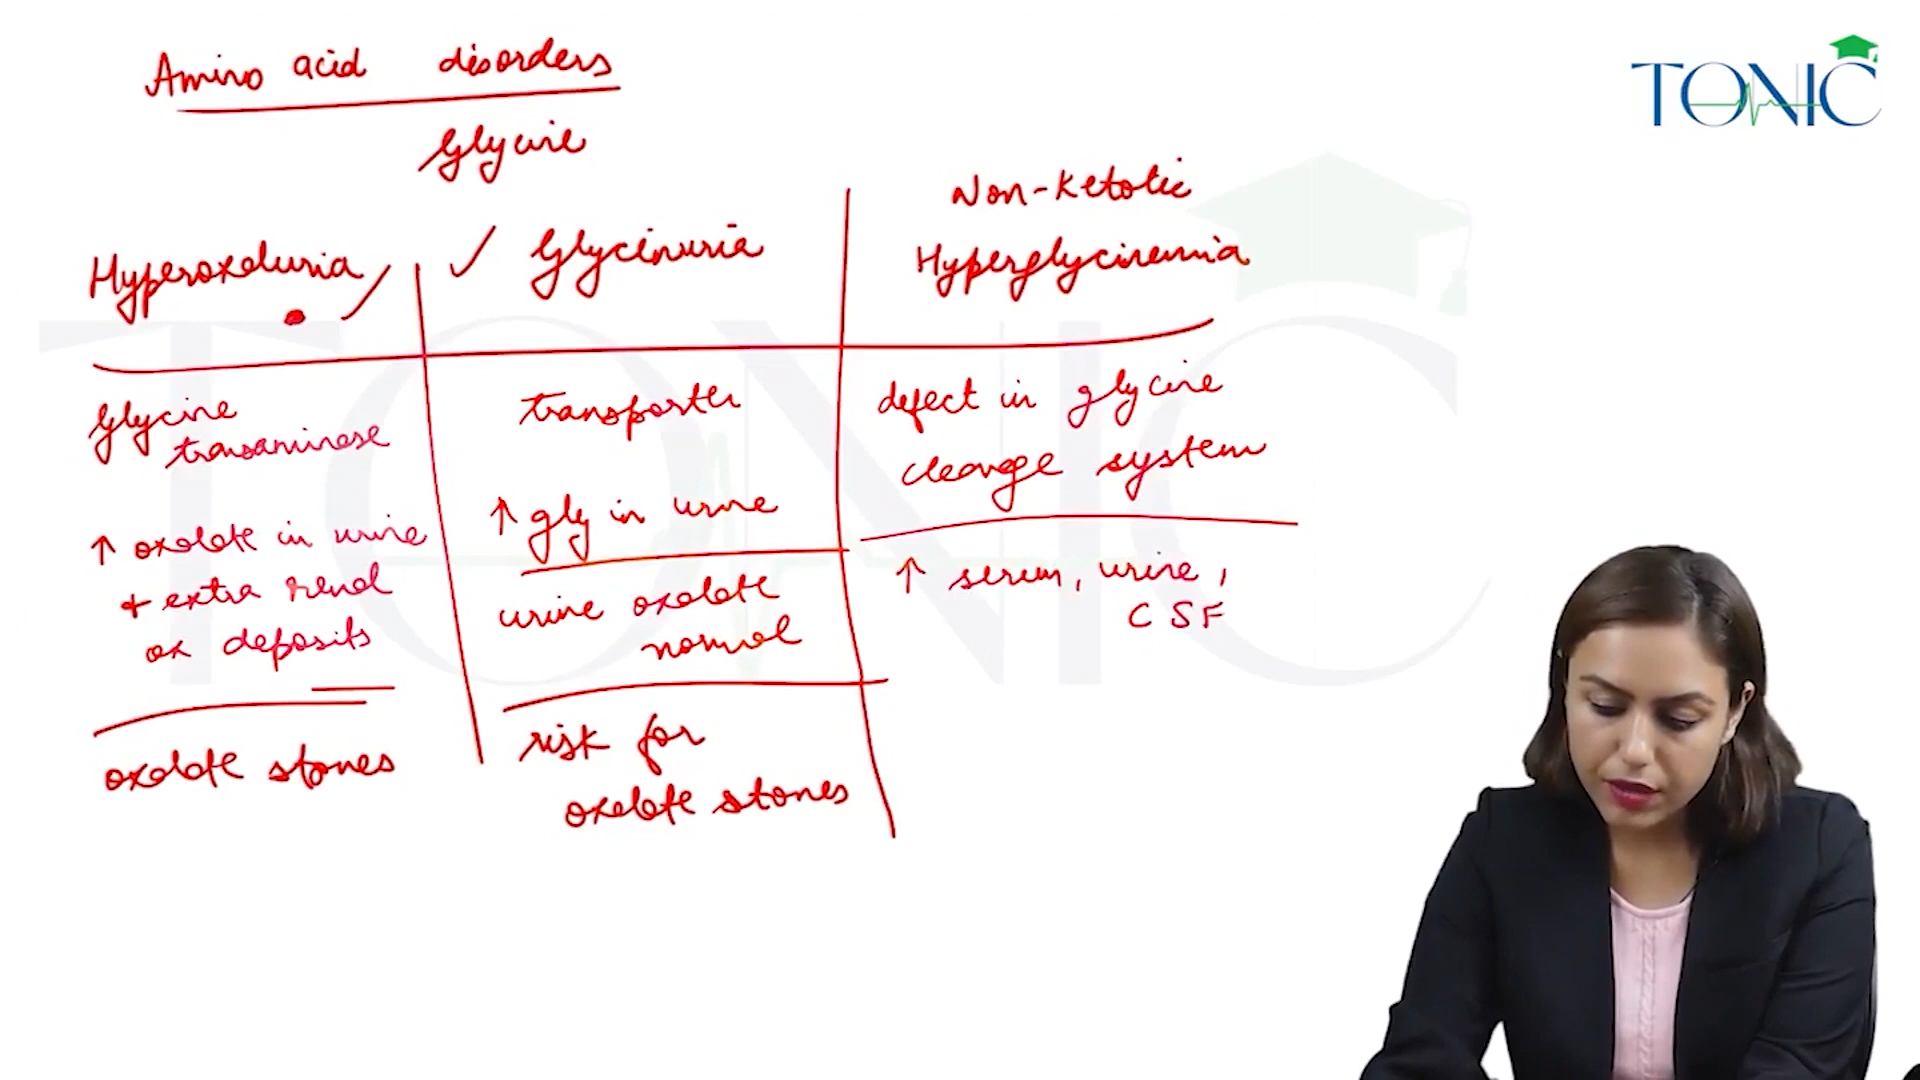 Amino acid disorders
TONIC
Glycine
Hyperoxaluria
Glycinuria
Non-Ketotic
Hyperglycinemia
Glycine
transaminase
↑ oxalate in urine
+ extra renal
ox deposits
oxalate stones
transporter
↑ gly in urine
urine oxalate
normal
risk for
oxalate stones
defect in glycine
cleavage system
↑ serum, urine,
CSF
TONIC